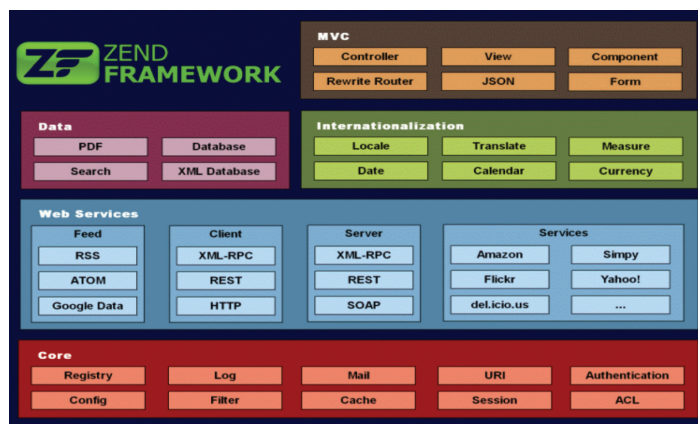 ZF ZEND
FRAMEWORK
MVC
Controller View Component
Rewrite Router JSON Form
Data
PDF Database
Search XML Database
Internationalization
Locale Translate Measure
Date Calendar Currency
Web Services
Feed
RSS
ATOM
Google Data
Client
XML-RPC
REST
HTTP
Server
XML-RPC
REST
SOAP
Services
Amazon Simpy
Flickr Yahoo!
del.icio.us ...
Core
Registry Log Mail URI Authentication
Config Filter Cache Session ACL